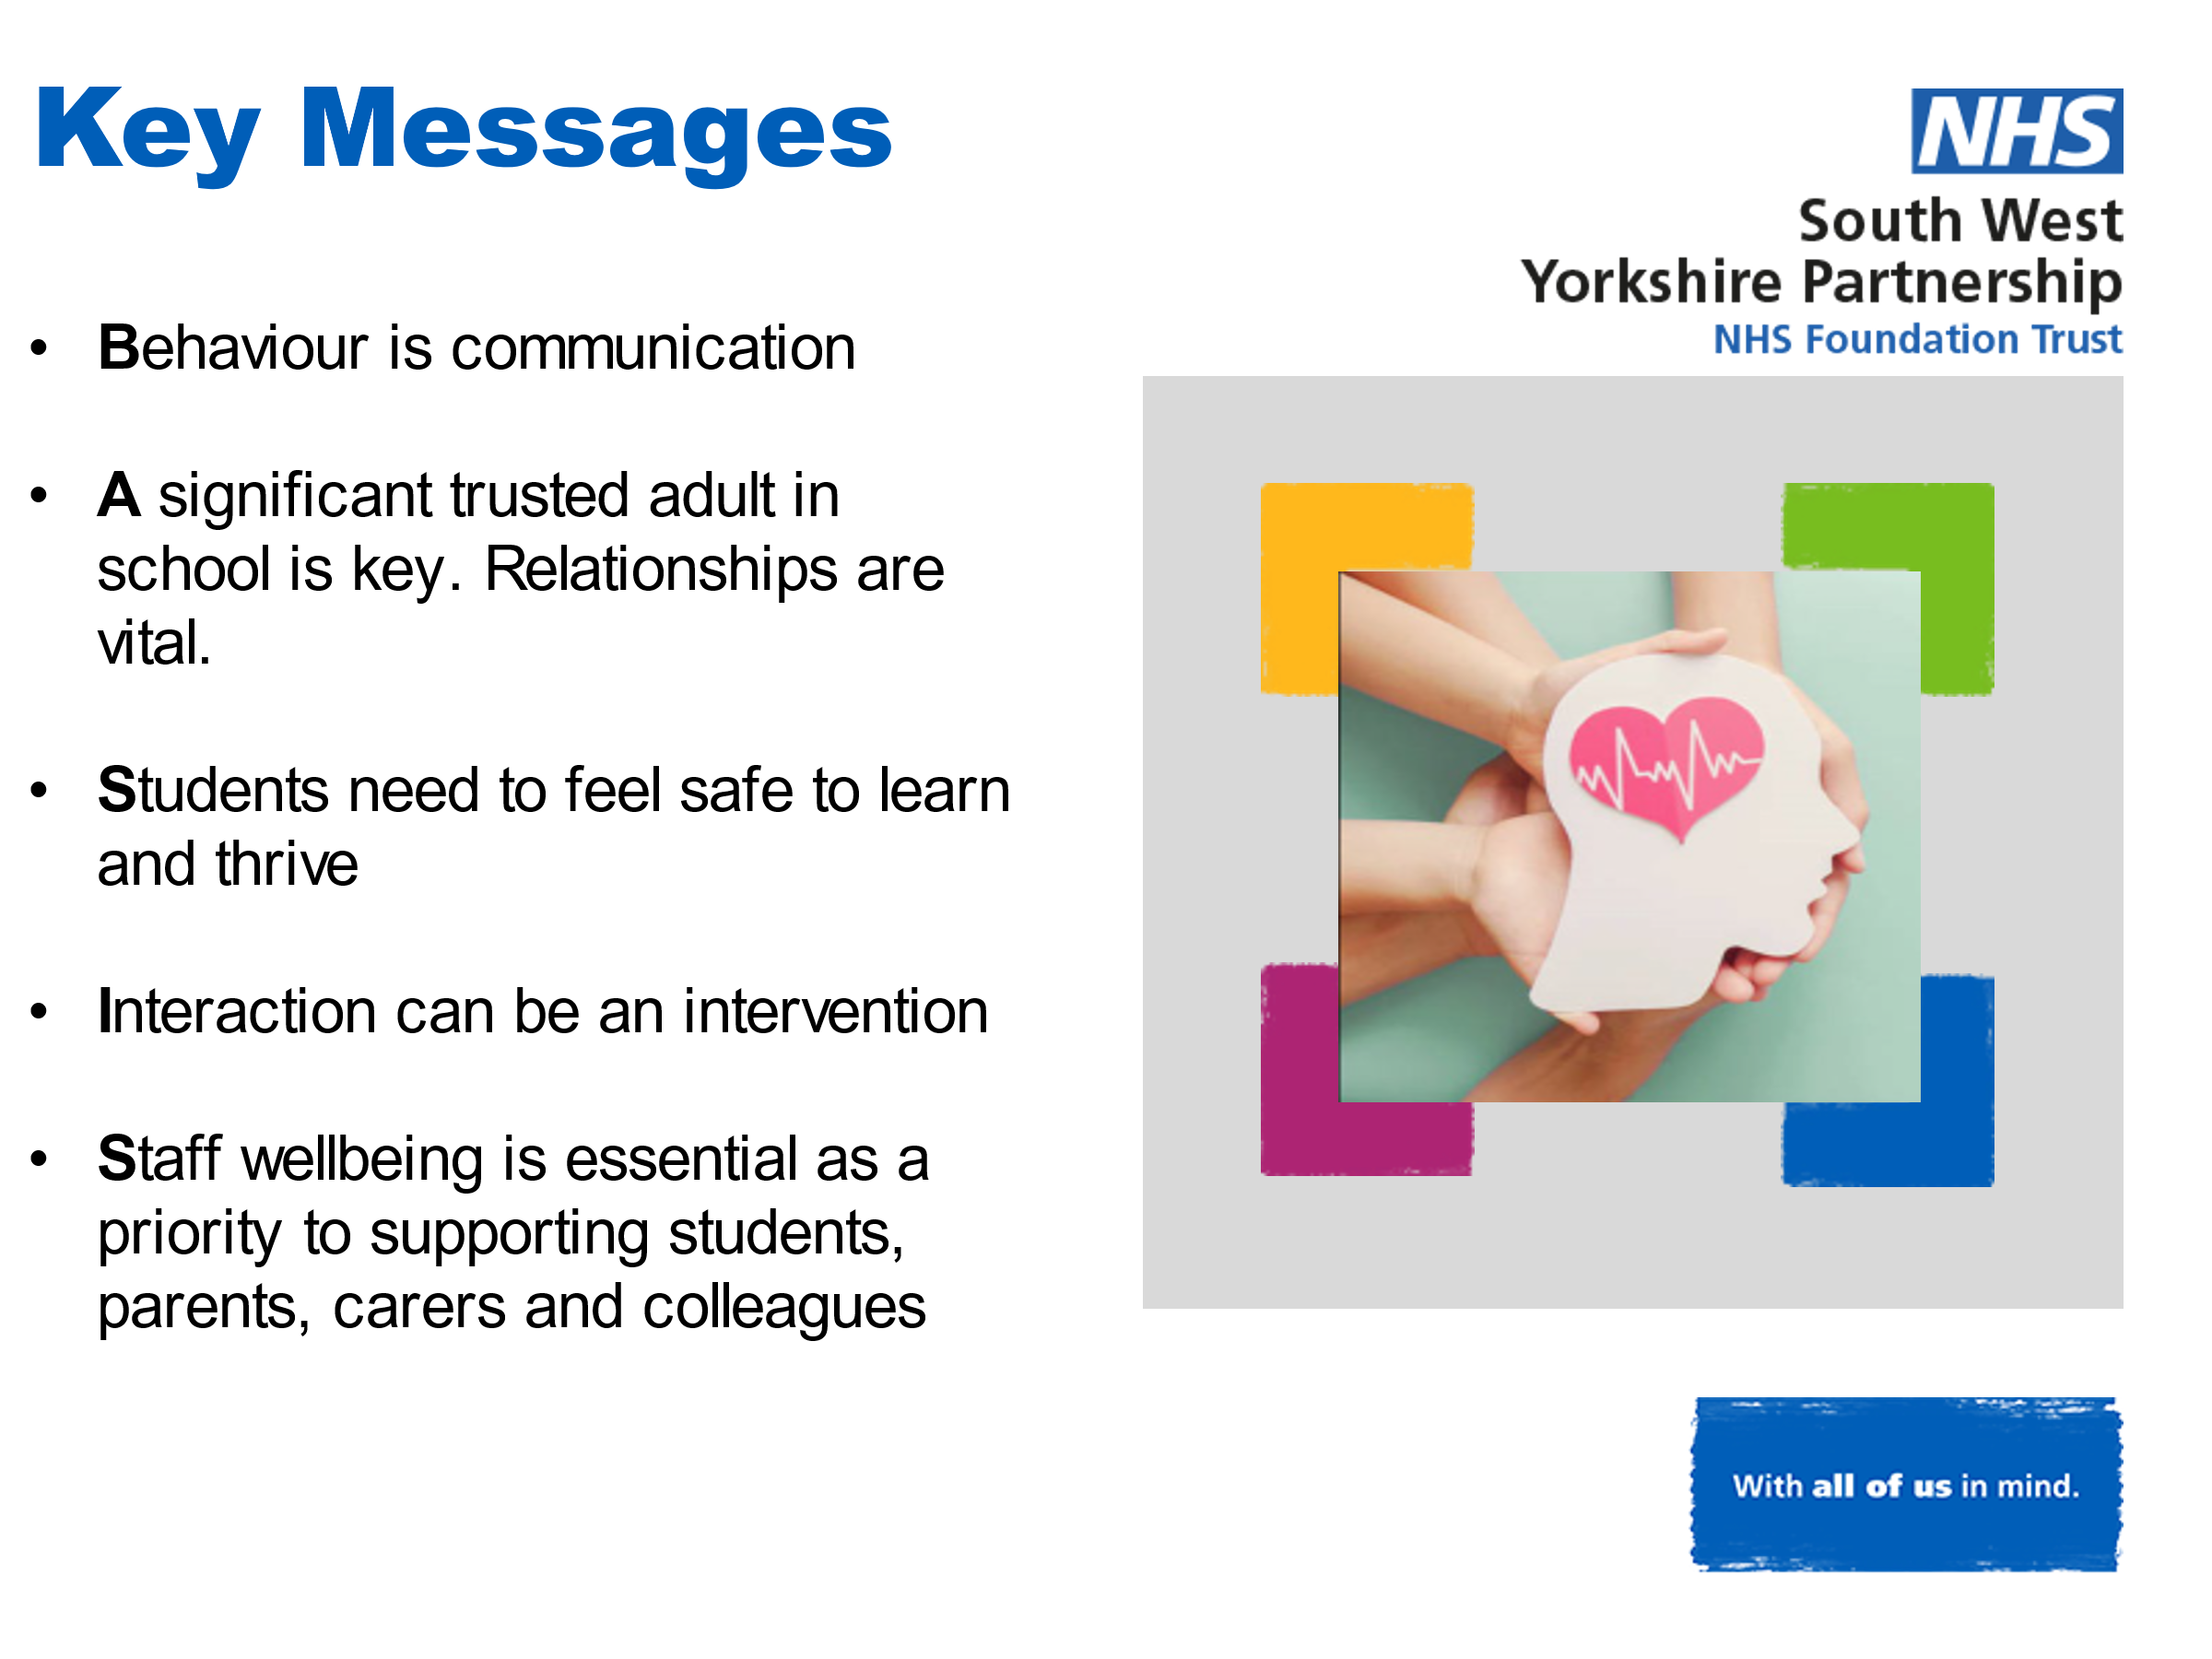 Key Messages
NHS
South West
Yorkshire Partnership
NHS Foundation Trust
• Behaviour is communication
• A significant trusted adult in
school is key. Relationships are
vital.
• Students need to feel safe to learn
and thrive
• Interaction can be an intervention
• Staff wellbeing is essential as a
priority to supporting students,
parents, carers and colleagues
With all of us in mind.